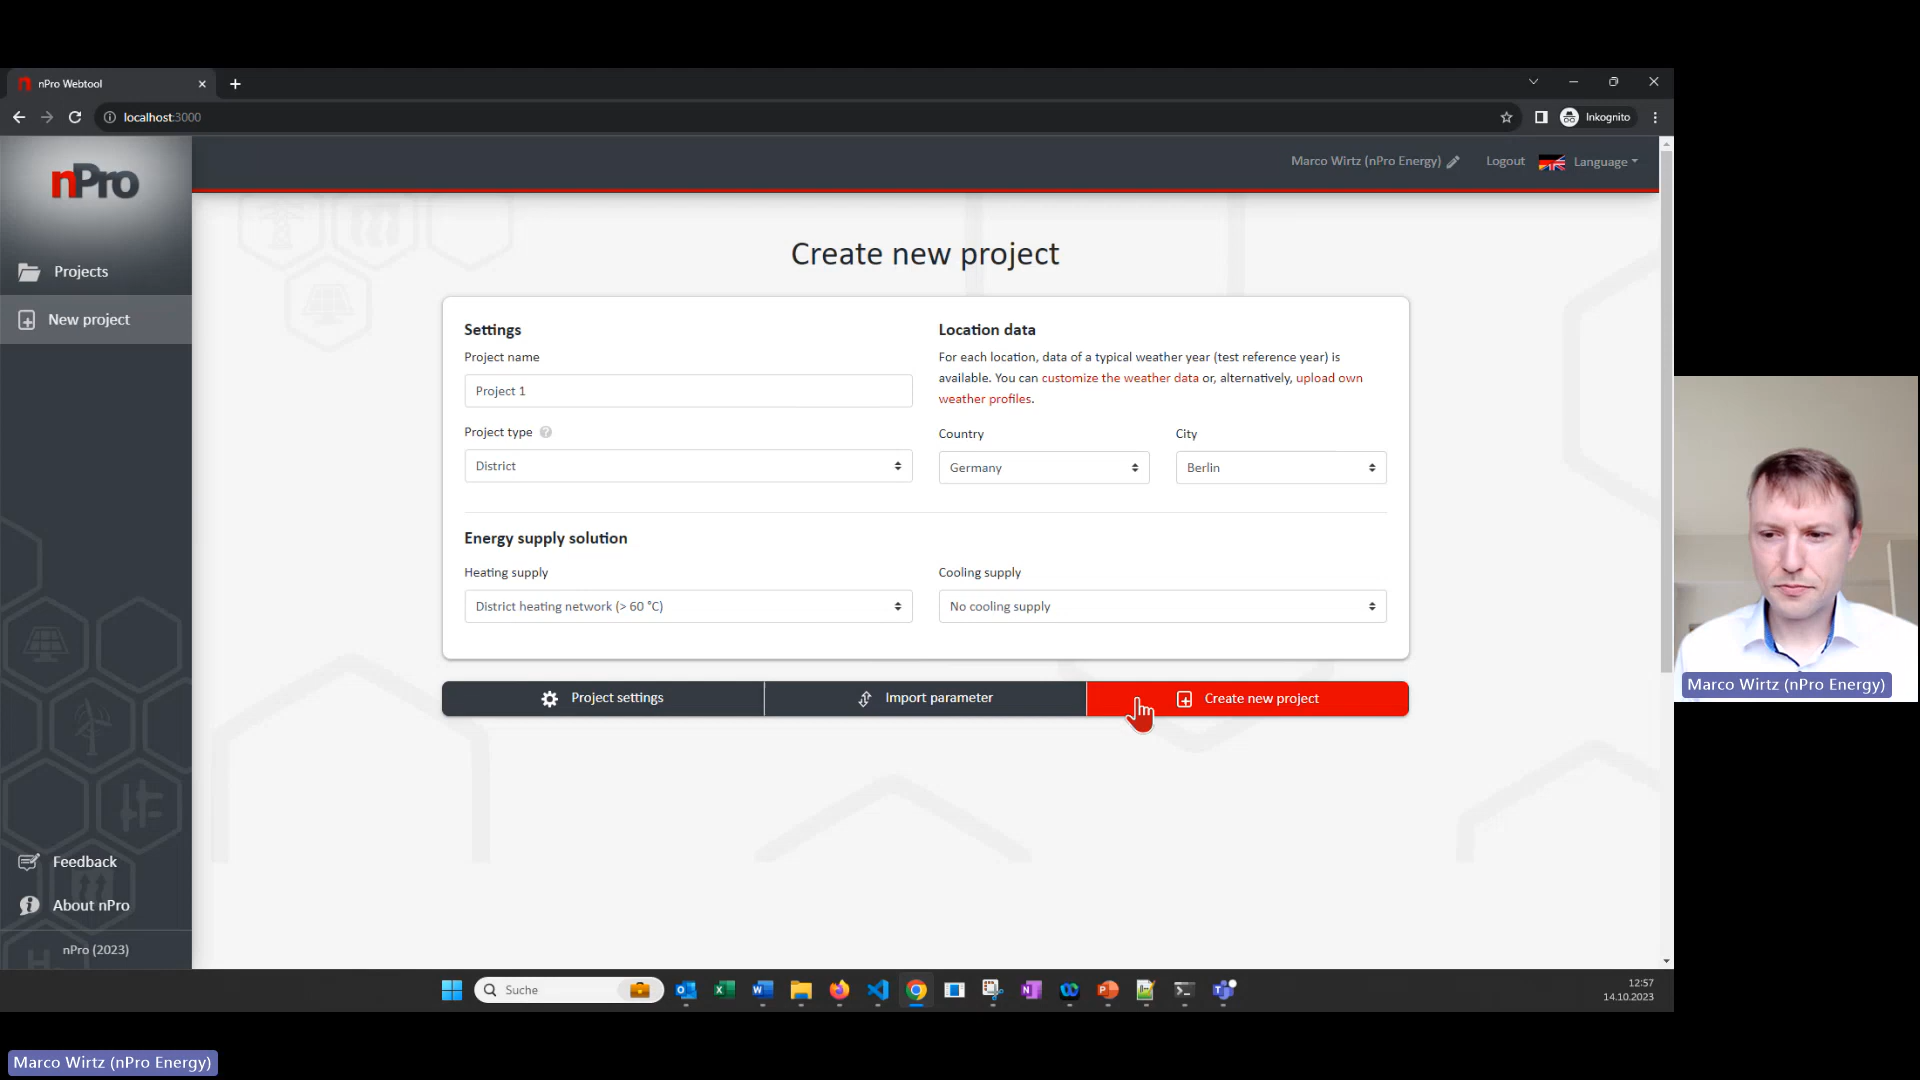 nPro Webtool
localhost:3000
Inkognito
nPro
Marco Wirtz (nPro Energy)
Logout
Language
Projects
New project
Create new project
Settings
Project name
Project 1
Project type
District
Location data
For each location, data of a typical weather year (test reference year) is
available. You can customize the weather data or, alternatively, upload own
weather profiles.
Country
City
Germany
Berlin
Energy supply solution
Heating supply
Cooling supply
District heating network (> 60 °C)
No cooling supply
Project settings
Import parameter
Create new project
Marco Wirtz (nPro Energy)
Feedback
About nPro
nPro (2023)
Suche
12:57
14.10.2023
Marco Wirtz (nPro Energy)